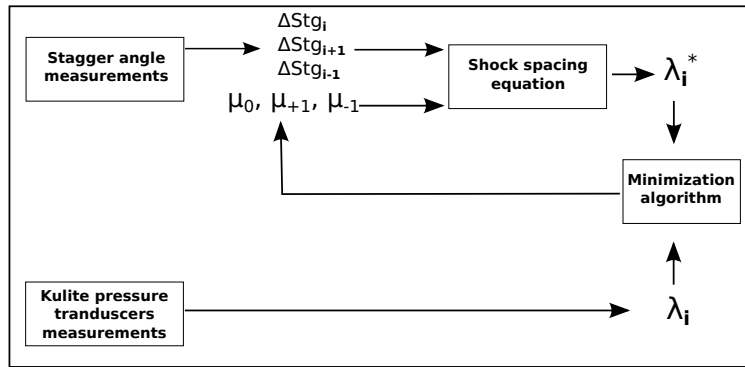 Stagger angle
measurements
ΔStgᵢ
ΔStgᵢ₊₁
ΔStgᵢ₋₁
μ₀, μ₊₁, μ₋₁
Shock spacing
equation
λᵢ*
Minimization
algorithm
Kulite pressure
tranduscers
measurements
λᵢ